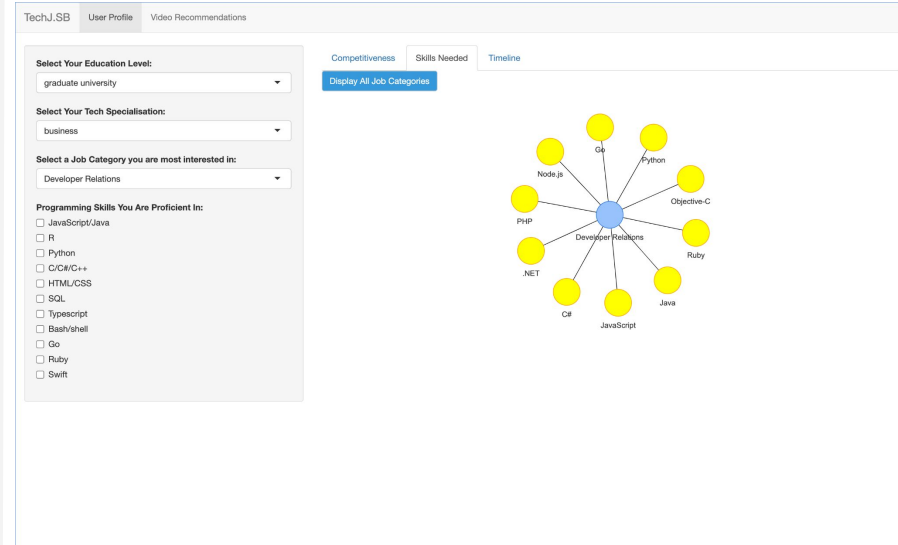 TechJ.SB User Profile Video Recommendations
Select Your Education Level:
graduate university
Select Your Tech Specialisation:
business
Select a Job Category you are most interested in:
Developer Relations
Programming Skills You Are Proficient In:
JavaScript/Java
R
Python
C/C#/C++
HTML/CSS
SQL
Typescript
Bash/shell
Go
Ruby
Swift
Competitiveness Skills Needed Timeline
Display All Job Categories
Go
Python
Node.js
Objective-C
PHP
Developer Relations
Ruby
.NET
Java
C#
JavaScript